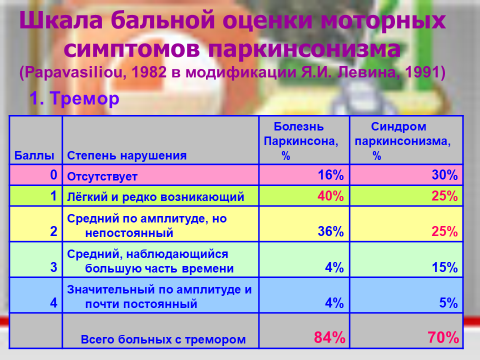 Шкала бальной оценки моторных
симптомов паркинсонизма
(Papavasiliou, 1982 в модификации Я.И. Левина, 1991)
1. Тремор
Баллы Степень нарушения Болезнь Паркинсона, % Синдром паркинсонизма, %
0 Отсутствует 16% 30%
1 Лёгкий и редко возникающий 40% 25%
2 Средний по амплитуде, но непостоянный 36% 25%
3 Средний, наблюдающийся большую часть времени 4% 15%
4 Значительный по амплитуде и почти постоянный 4% 5%
Всего больных с тремором 84% 70%